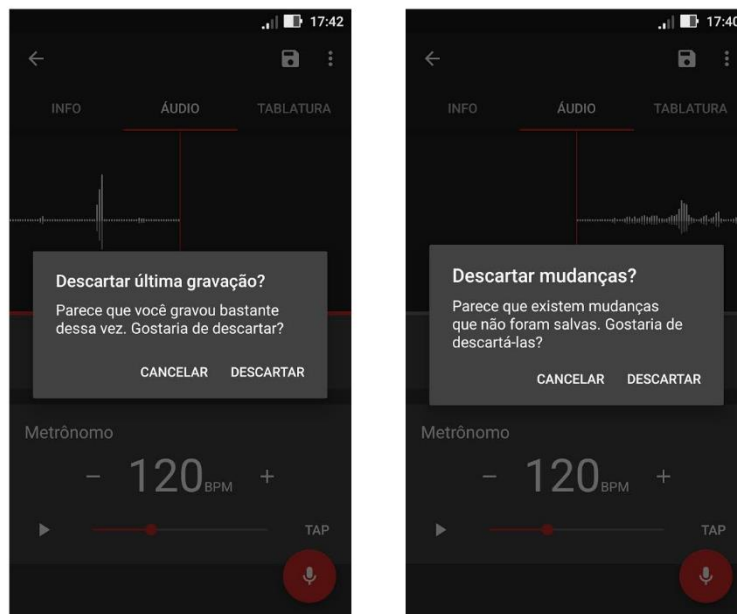 17:42
INFO ÁUDIO TABLATURA
Descartar última gravação?
Parece que você gravou bastante
dessa vez. Gostaria de descartar?
CANCELAR DESCARTAR
Metrônomo
− 120 BPM +
TAP
17:40
INFO ÁUDIO TABLATURA
Descartar mudanças?
Parece que existem mudanças
que não foram salvas. Gostaria de
descartá-las?
CANCELAR DESCARTAR
Metrônomo
− 120 BPM +
TAP